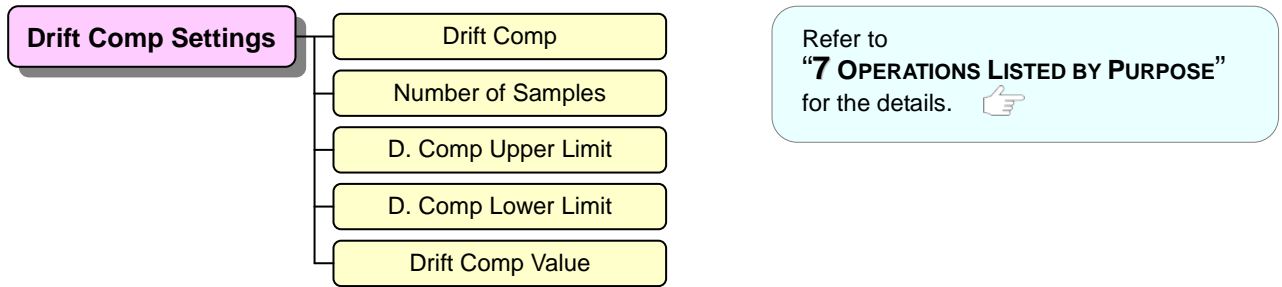 Drift Comp Settings
Drift Comp
Number of Samples
D. Comp Upper Limit
D. Comp Lower Limit
Drift Comp Value
Refer to
“7 OPERATIONS LISTED BY PURPOSE”
for the details.